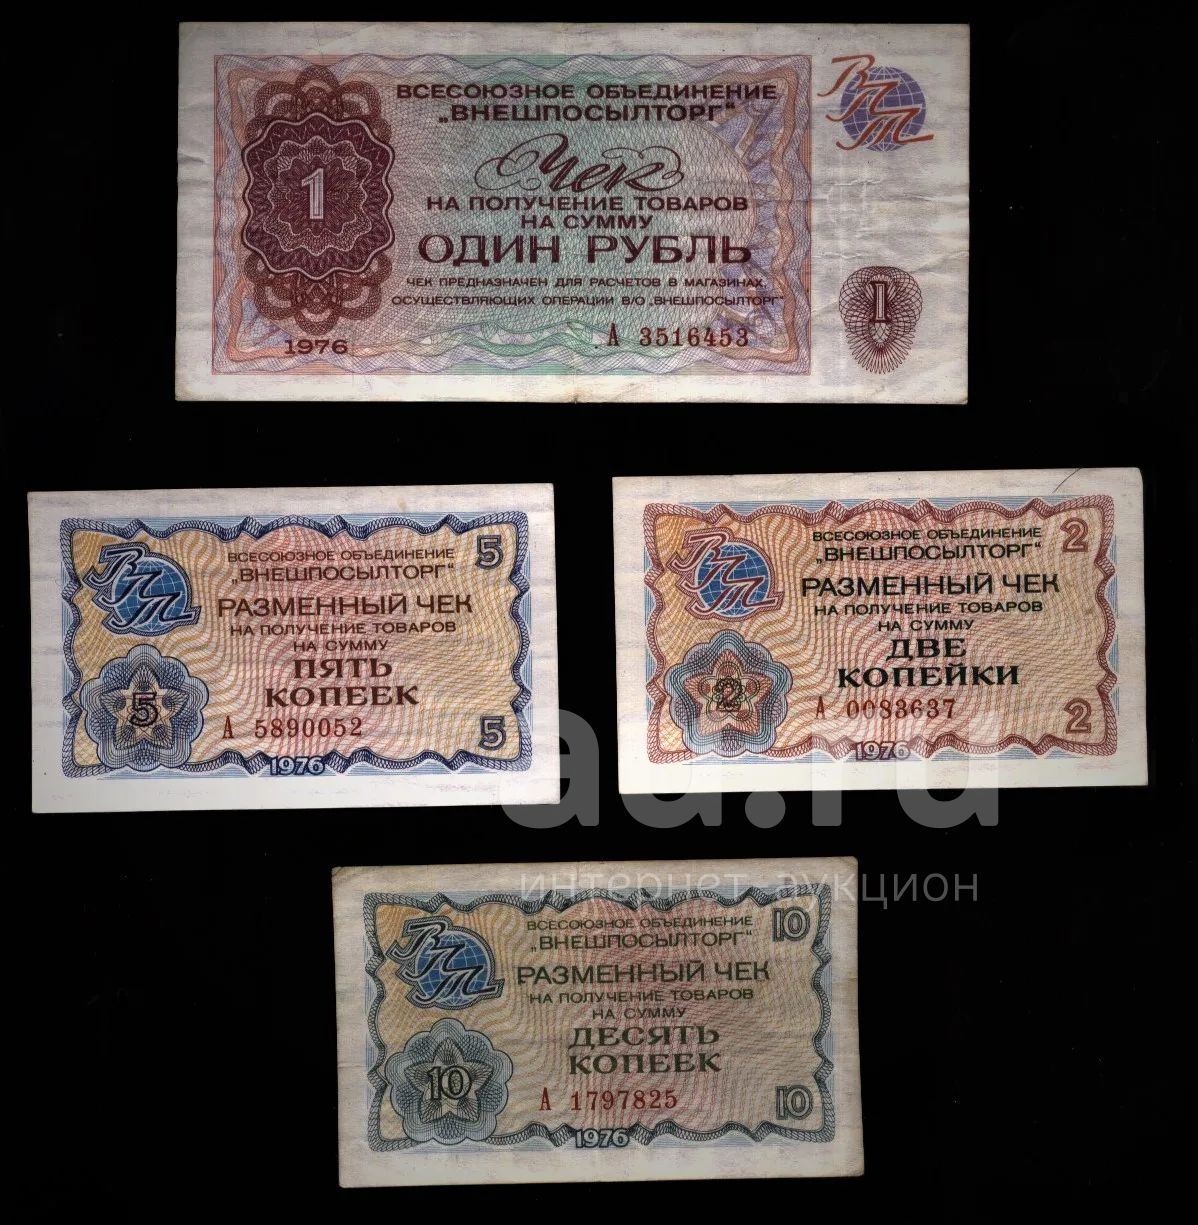 ВСЕСОЮЗНОЕ ОБЪЕДИНЕНИЕ
„ВНЕШПОСЫЛТОРГ“
ВПТ
Чек
1
НА ПОЛУЧЕНИЕ ТОВАРОВ
НА СУММУ
ОДИН РУБЛЬ
ЧЕК ПРЕДНАЗНАЧЕН ДЛЯ РАСЧЕТОВ В МАГАЗИНАХ,
ОСУЩЕСТВЛЯЮЩИХ ОПЕРАЦИИ В/О „ВНЕШПОСЫЛТОРГ“
1
А 3516453
1976
ВПТ
ВСЕСОЮЗНОЕ ОБЪЕДИНЕНИЕ
„ВНЕШПОСЫЛТОРГ“
5
РАЗМЕННЫЙ ЧЕК
НА ПОЛУЧЕНИЕ ТОВАРОВ
НА СУММУ
ПЯТЬ
КОПЕЕК
5
А 5890052
5
1976
ВПТ
ВСЕСОЮЗНОЕ ОБЪЕДИНЕНИЕ
„ВНЕШПОСЫЛТОРГ“
2
РАЗМЕННЫЙ ЧЕК
НА ПОЛУЧЕНИЕ ТОВАРОВ
НА СУММУ
ДВЕ
КОПЕЙКИ
2
А 0083637
2
1976
au.ru
интернет аукцион
ВПТ
ВСЕСОЮЗНОЕ ОБЪЕДИНЕНИЕ
„ВНЕШПОСЫЛТОРГ“
10
РАЗМЕННЫЙ ЧЕК
НА ПОЛУЧЕНИЕ ТОВАРОВ
НА СУММУ
ДЕСЯТЬ
КОПЕЕК
10
А 1797825
10
1976